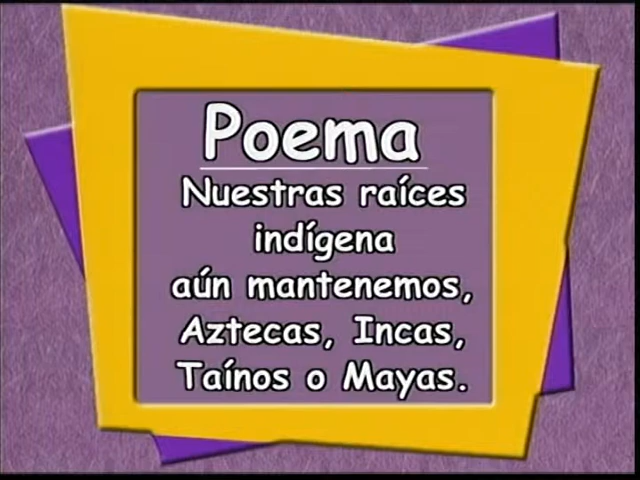 Poema
Nuestras raíces
indígena
aún mantenemos,
Aztecas, Incas,
Taínos o Mayas.